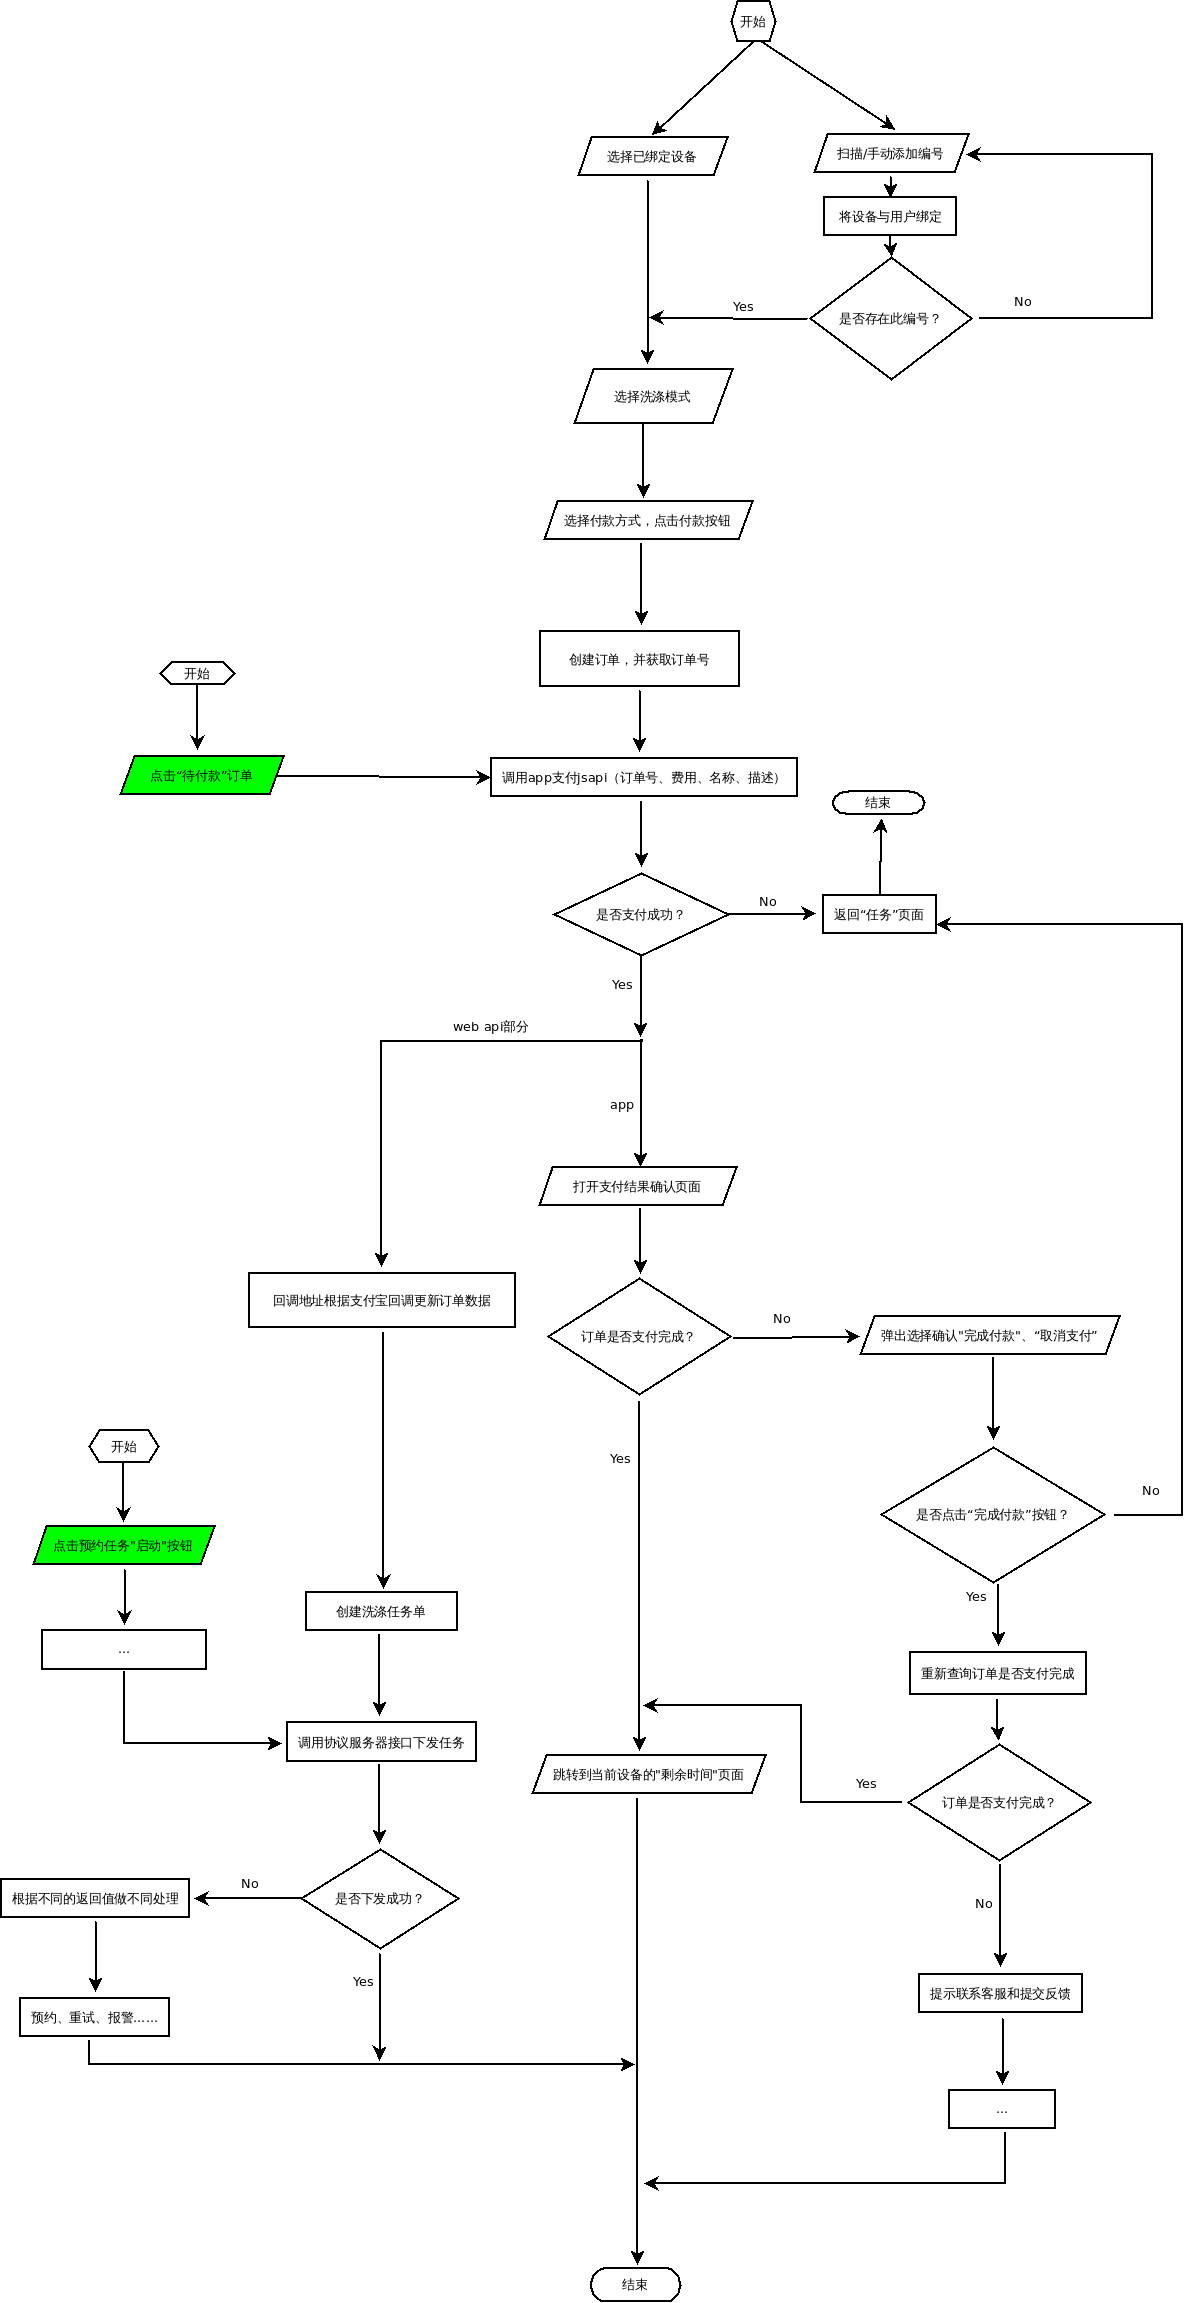 开始
选择已绑定设备
扫描/手动添加编号
将设备与用户绑定
是否存在此编号？
Yes
No
选择洗涤模式
选择付款方式，点击付款按钮
创建订单，并获取订单号
开始
点击“待付款”订单
调用app支付jsapi（订单号、费用、名称、描述）
结束
是否支付成功？
No
返回“任务”页面
Yes
web api部分
app
打开支付结果确认页面
回调地址根据支付宝回调更新订单数据
订单是否支付完成？
No
弹出选择确认"完成付款"、“取消支付”
Yes
开始
No
是否点击“完成付款”按钮？
点击预约任务"启动"按钮
Yes
创建洗涤任务单
...
重新查询订单是否支付完成
调用协议服务器接口下发任务
跳转到当前设备的"剩余时间"页面
Yes
订单是否支付完成？
No
根据不同的返回值做不同处理
是否下发成功？
No
Yes
提示联系客服和提交反馈
预约、重试、报警……
...
结束